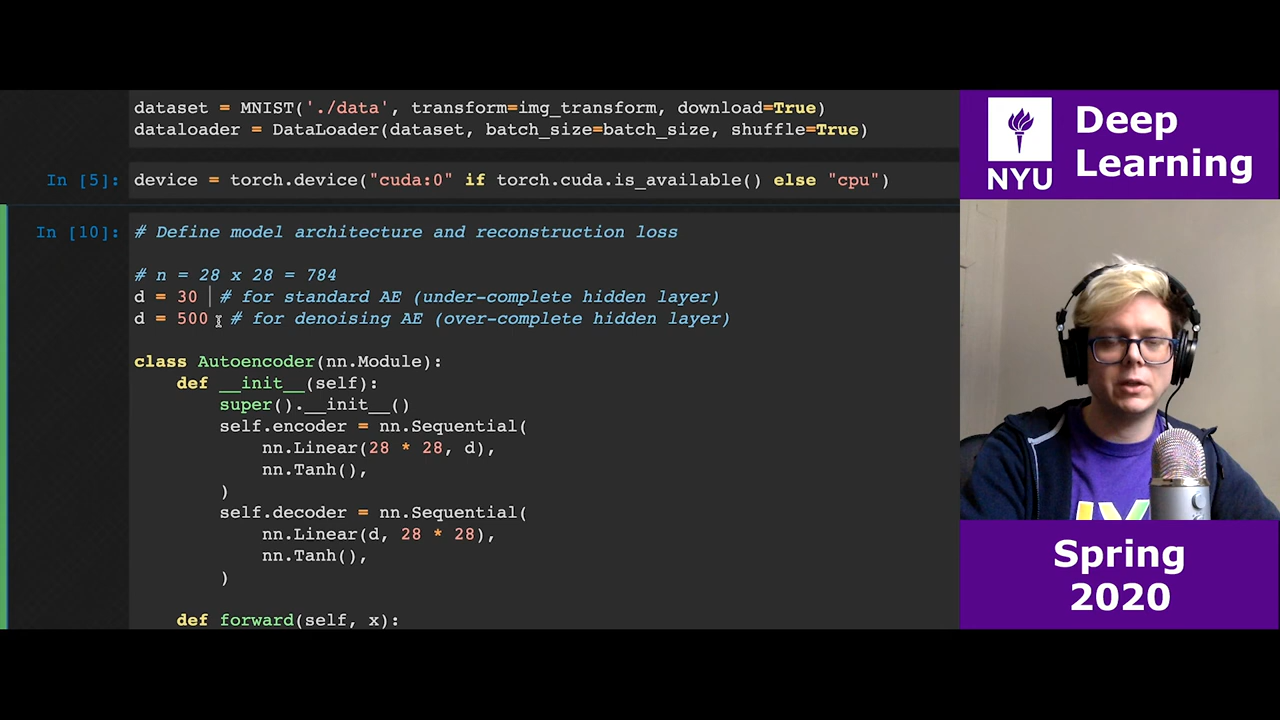 dataset = MNIST('./data', transform=img_transform, download=True)
dataloader = DataLoader(dataset, batch_size=batch_size, shuffle=True)
In [5]: device = torch.device("cuda:0" if torch.cuda.is_available() else "cpu")
In [10]: # Define model architecture and reconstruction loss
# n = 28 x 28 = 784
d = 30 # for standard AE (under-complete hidden layer)
d = 500 # for denoising AE (over-complete hidden layer)
class Autoencoder(nn.Module):
def __init__(self):
super().__init__()
self.encoder = nn.Sequential(
nn.Linear(28 * 28, d),
nn.Tanh(),
)
self.decoder = nn.Sequential(
nn.Linear(d, 28 * 28),
nn.Tanh(),
)
def forward(self, x):
NYU
Deep
Learning
Spring
2020